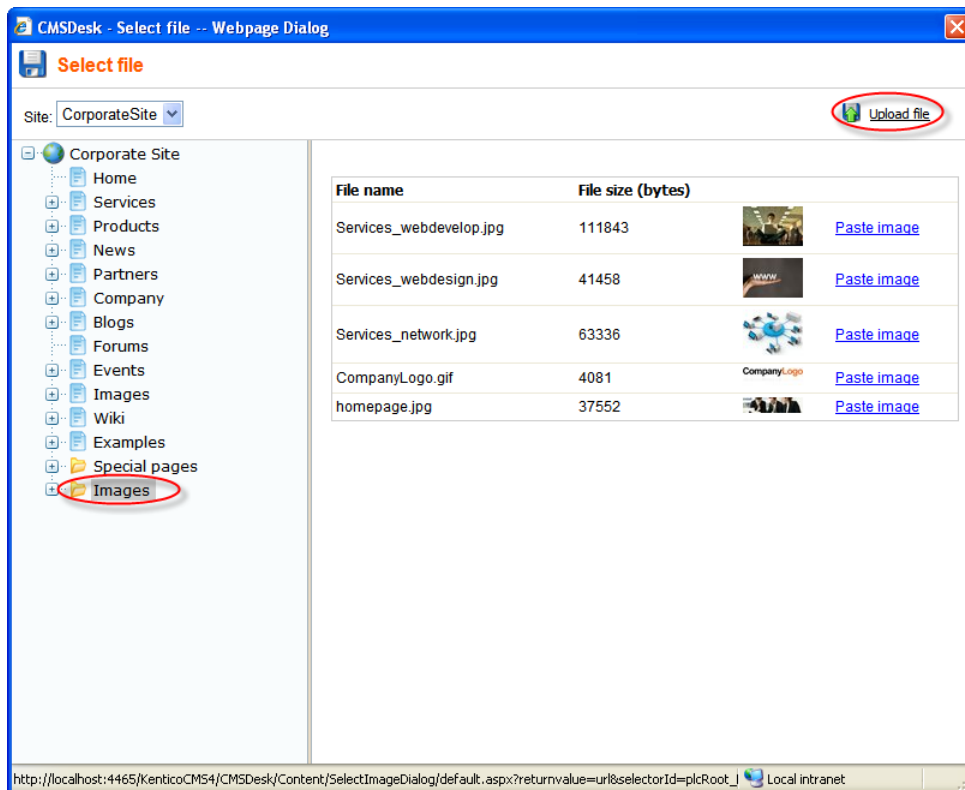 CMSDesk - Select file -- Webpage Dialog
Select file
Site: CorporateSite
Upload file
Corporate Site
Home
Services
Products
News
Partners
Company
Blogs
Forums
Events
Images
Wiki
Examples
Special pages
Images
File name File size (bytes)
Services_webdevelop.jpg 111843 Paste image
Services_webdesign.jpg 41458 www Paste image
Services_network.jpg 63336 Paste image
CompanyLogo.gif 4081 CompanyLogo Paste image
homepage.jpg 37552 Paste image
http://localhost:4465/KenticoCMS4/CMSDesk/Content/SelectImageDialog/default.aspx?returnvalue=url&selectorId=plcRoot_ Local intranet